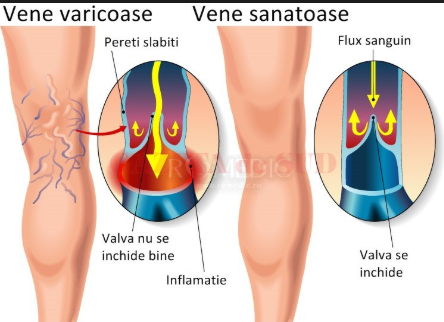 Vene varicoase
Vene sanatoase
Pereti slabiti
Flux sanguin
Valva nu se
inchide bine
Inflamatie
Valva se
inchide